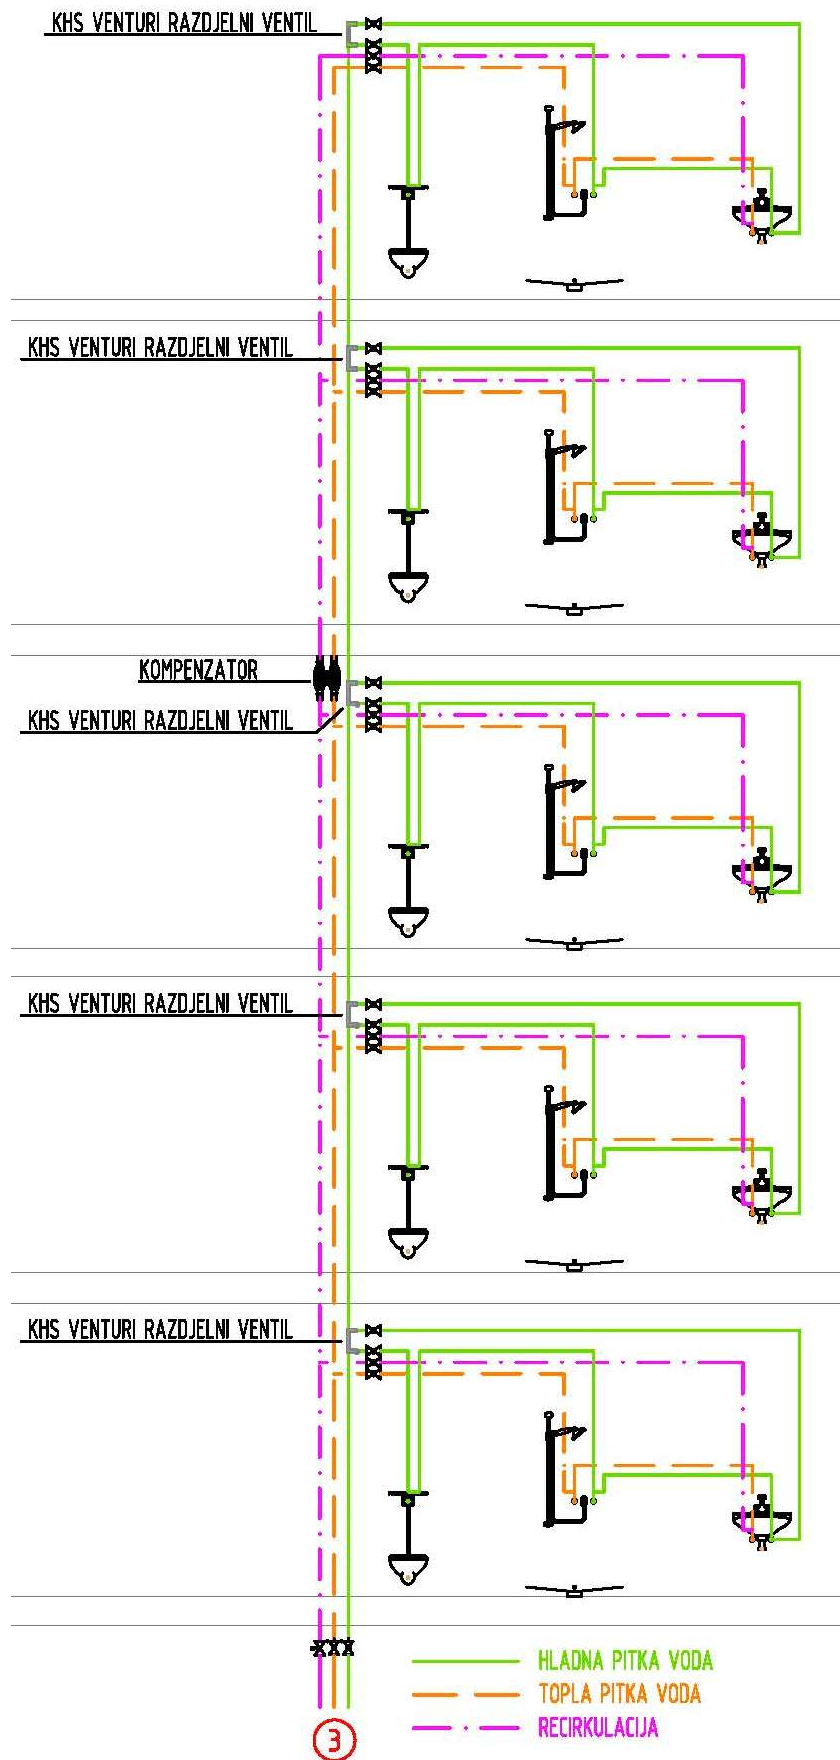 KHS VENTURI RAZDJELNI VENTIL
KHS VENTURI RAZDJELNI VENTIL
KOMPENZATOR
KHS VENTURI RAZDJELNI VENTIL
KHS VENTURI RAZDJELNI VENTIL
KHS VENTURI RAZDJELNI VENTIL
HLADNA PITKA VODA
TOPLA PITKA VODA
RECIRKULACIJA
3